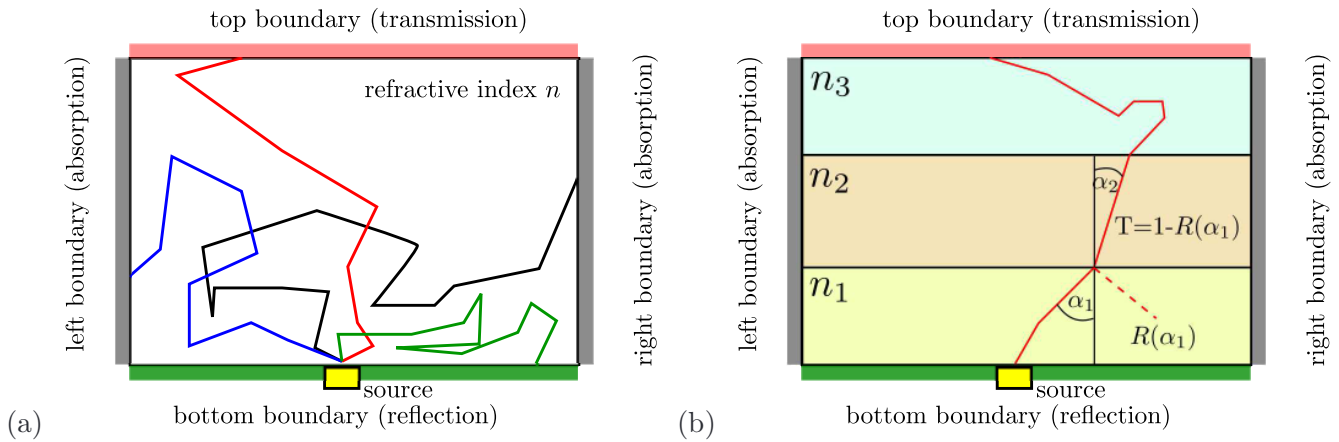 top boundary (transmission)
left boundary (absorption)
refractive index n
right boundary (absorption)
source
(a)
bottom boundary (reflection)
top boundary (transmission)
left boundary (absorption)
n₃
n₂
α₂
T=1-R(α₁)
n₁
α₁
R(α₁)
right boundary (absorption)
source
(b)
bottom boundary (reflection)